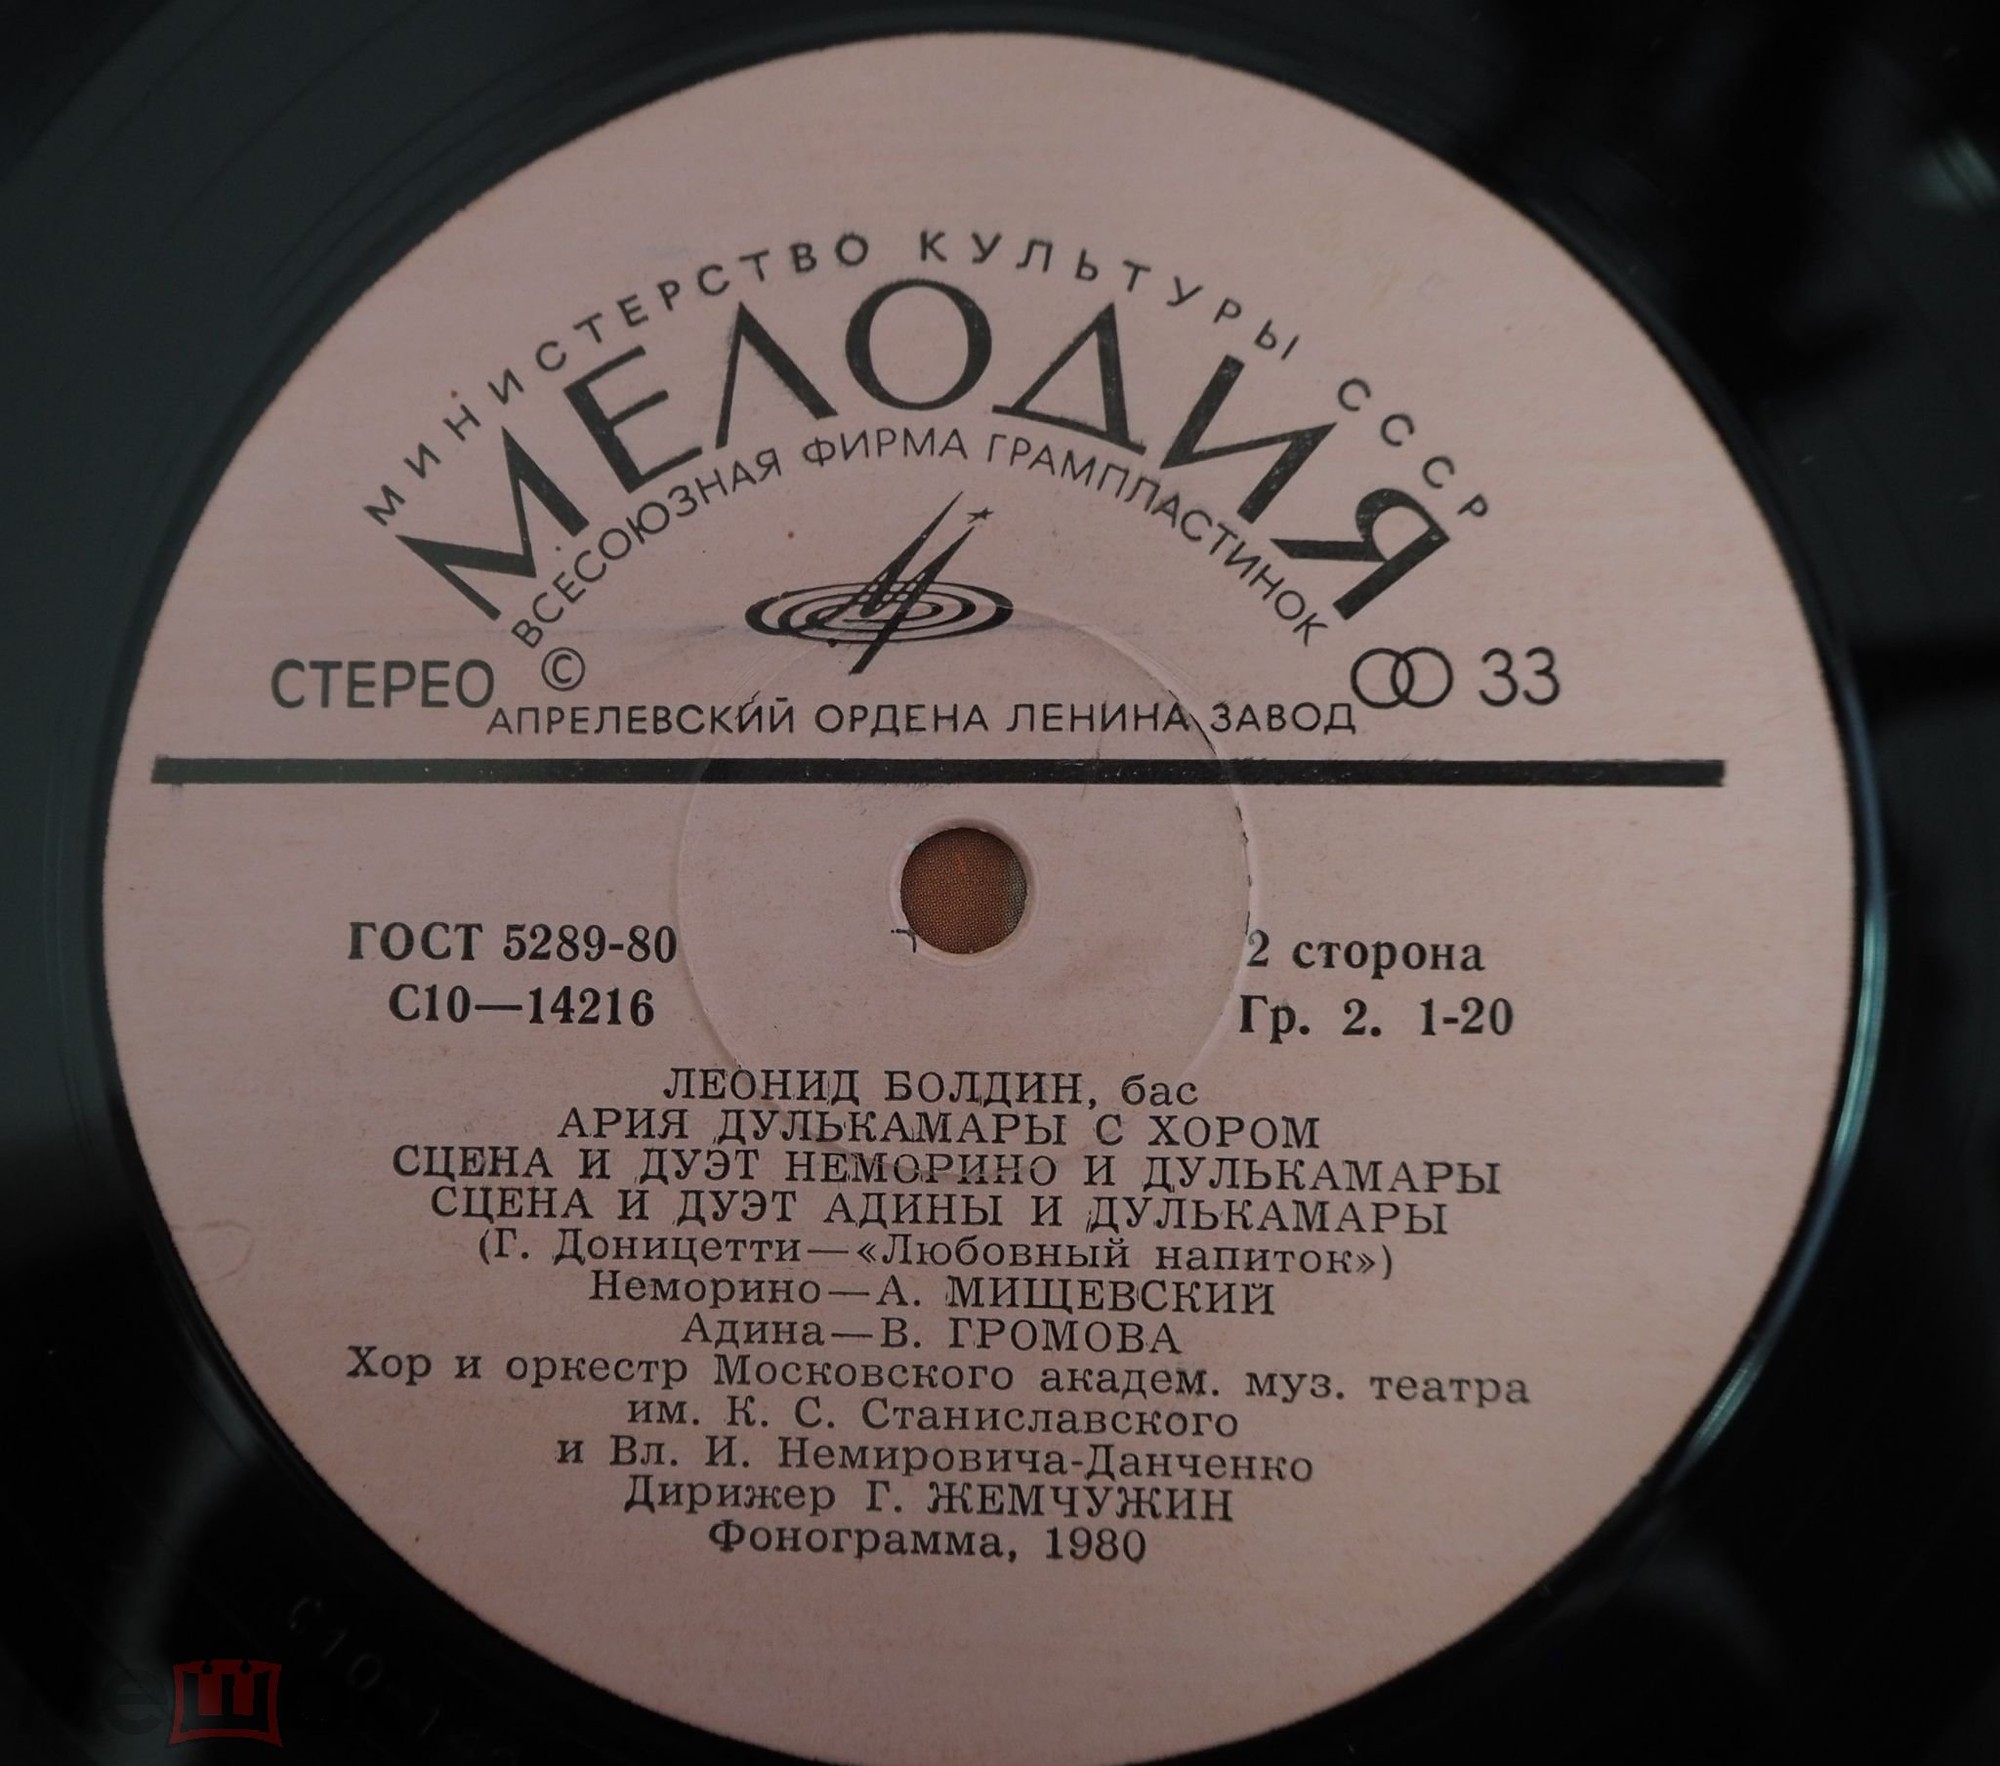 МИНИСТЕРСТВО КУЛЬТУРЫ СССР
МЕЛОДИЯ
ВСЕСОЮЗНАЯ ФИРМА ГРАМПЛАСТИНОК
СТЕРЕО © 33
АПРЕЛЕВСКИЙ ОРДЕНА ЛЕНИНА ЗАВОД
ГОСТ 5289-80
С10—14216
2 сторона
Гр. 2. 1-20
ЛЕОНИД БОЛДИН, бас
АРИЯ ДУЛЬКАМАРЫ С ХОРОМ
СЦЕНА И ДУЭТ НЕМОРИНО И ДУЛЬКАМАРЫ
СЦЕНА И ДУЭТ АДИНЫ И ДУЛЬКАМАРЫ
(Г. Доницетти—«Любовный напиток»)
Неморино—А. МИЩЕВСКИЙ
Адина—В. ГРОМОВА
Хор и оркестр Московского академ. муз. театра
им. К. С. Станиславского
и Вл. И. Немировича-Данченко
Дирижер Г. ЖЕМЧУЖИН
Фонограмма, 1980